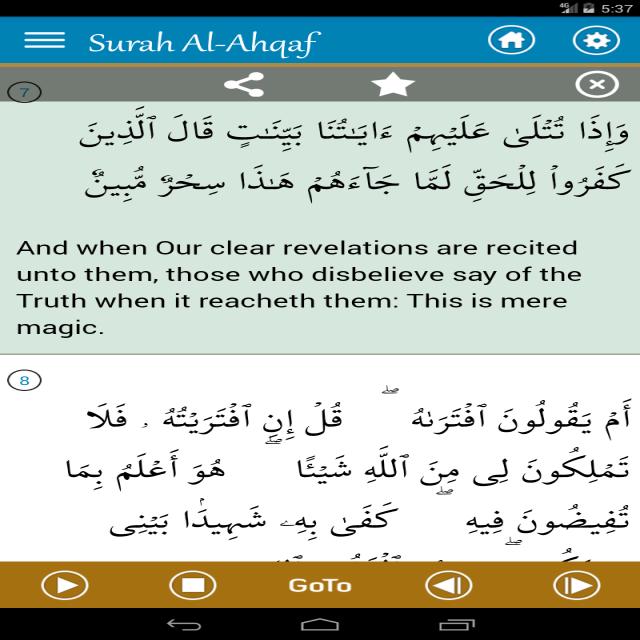 4G 5:37
Surah Al-Ahqaf
7
وَإِذَا تُتْلَىٰ عَلَيْهِمْ ءَايَـٰتُنَا بَيِّنَـٰتٍ قَالَ ٱلَّذِينَ
كَفَرُوا۟ لِلْحَقِّ لَمَّا جَآءَهُمْ هَـٰذَا سِحْرٌ مُّبِينٌ
And when Our clear revelations are recited
unto them, those who disbelieve say of the
Truth when it reacheth them: This is mere
magic.
8
أَمْ يَقُولُونَ ٱفْتَرَىٰهُ ۖ قُلْ إِنِ ٱفْتَرَيْتُهُۥ فَلَا
تَمْلِكُونَ لِى مِنَ ٱللَّهِ شَيْـًٔا ۖ هُوَ أَعْلَمُ بِمَا
تُفِيضُونَ فِيهِ ۖ كَفَىٰ بِهِۦ شَهِيدًۢا بَيْنِى
GoTo